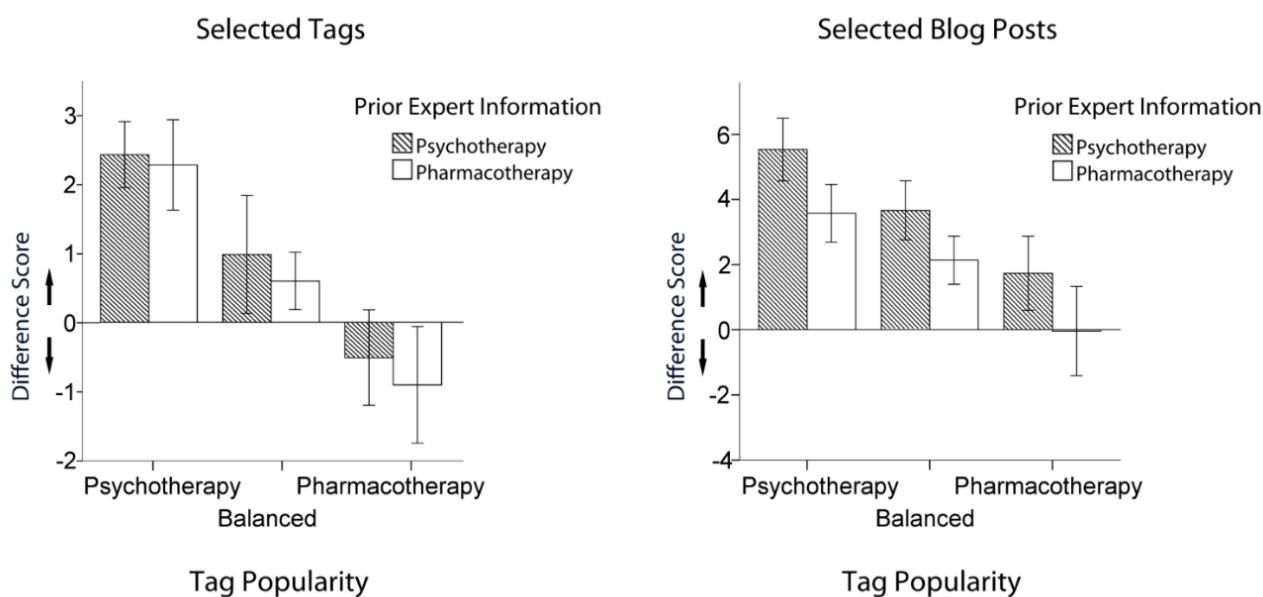 Selected Tags
Prior Expert Information
Psychotherapy
Pharmacotherapy
3
2
1
0
-1
-2
Difference Score
Psychotherapy
Balanced
Pharmacotherapy
Tag Popularity
Selected Blog Posts
Prior Expert Information
Psychotherapy
Pharmacotherapy
6
4
2
0
-2
-4
Difference Score
Psychotherapy
Balanced
Pharmacotherapy
Tag Popularity